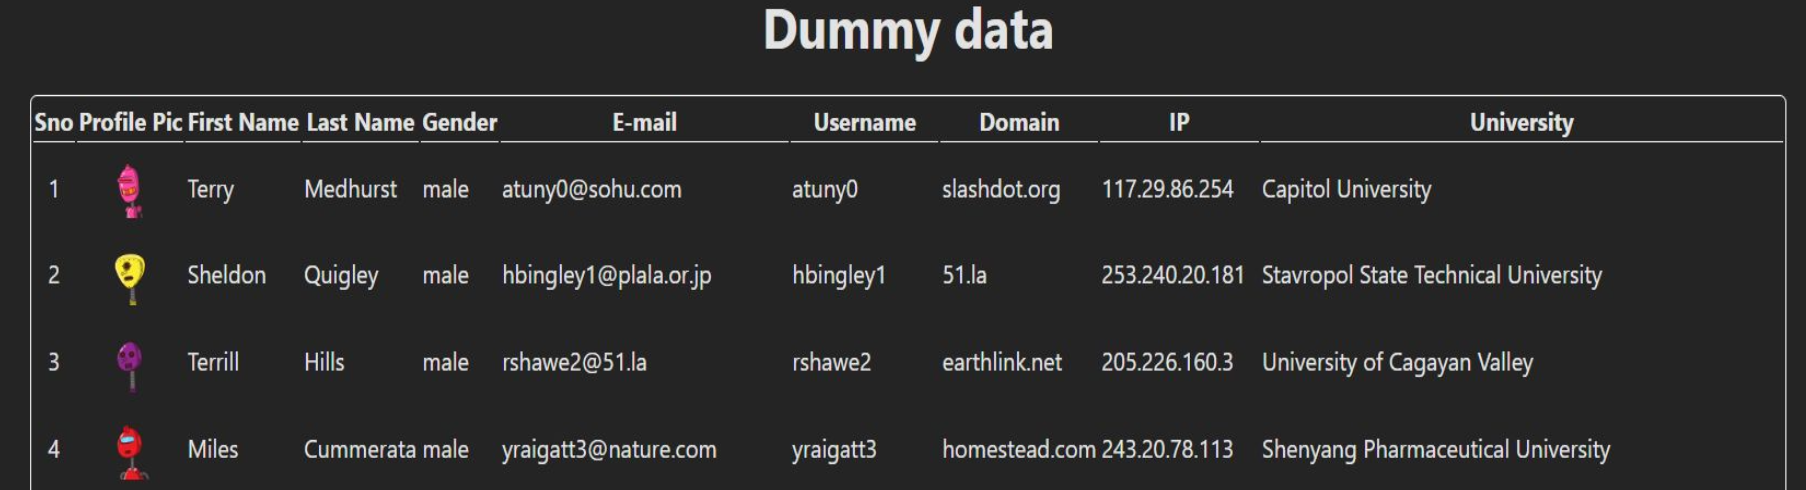 Dummy data
Sno Profile Pic First Name Last Name Gender E-mail Username Domain IP University
1 Terry Medhurst male atuny0@sohu.com atuny0 slashdot.org 117.29.86.254 Capitol University
2 Sheldon Quigley male hbingley1@plala.or.jp hbingley1 51.la 253.240.20.181 Stavropol State Technical University
3 Terrill Hills male rshawe2@51.la rshawe2 earthlink.net 205.226.160.3 University of Cagayan Valley
4 Miles Cummerata male yraigatt3@nature.com yraigatt3 homestead.com 243.20.78.113 Shenyang Pharmaceutical University